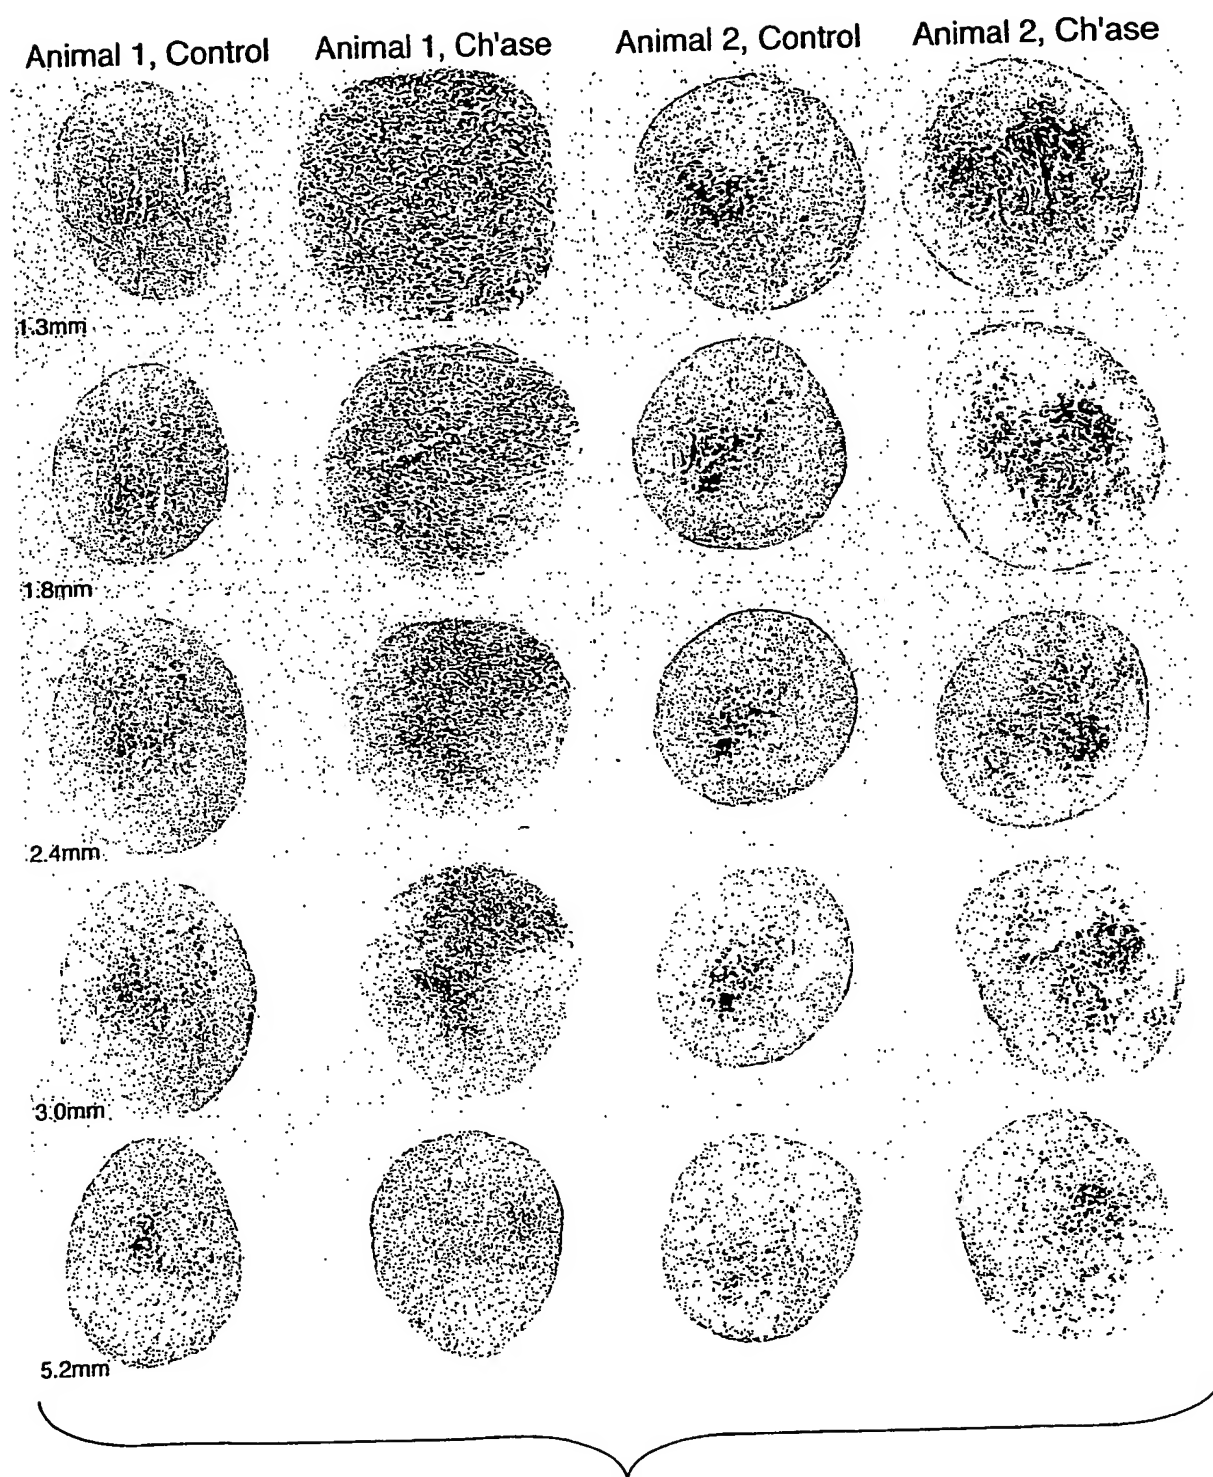 Animal 1, Control Animal 1, Ch'ase Animal 2, Control Animal 2, Ch'ase
1.3mm
1.8mm
2.4mm
3.0mm
5.2mm